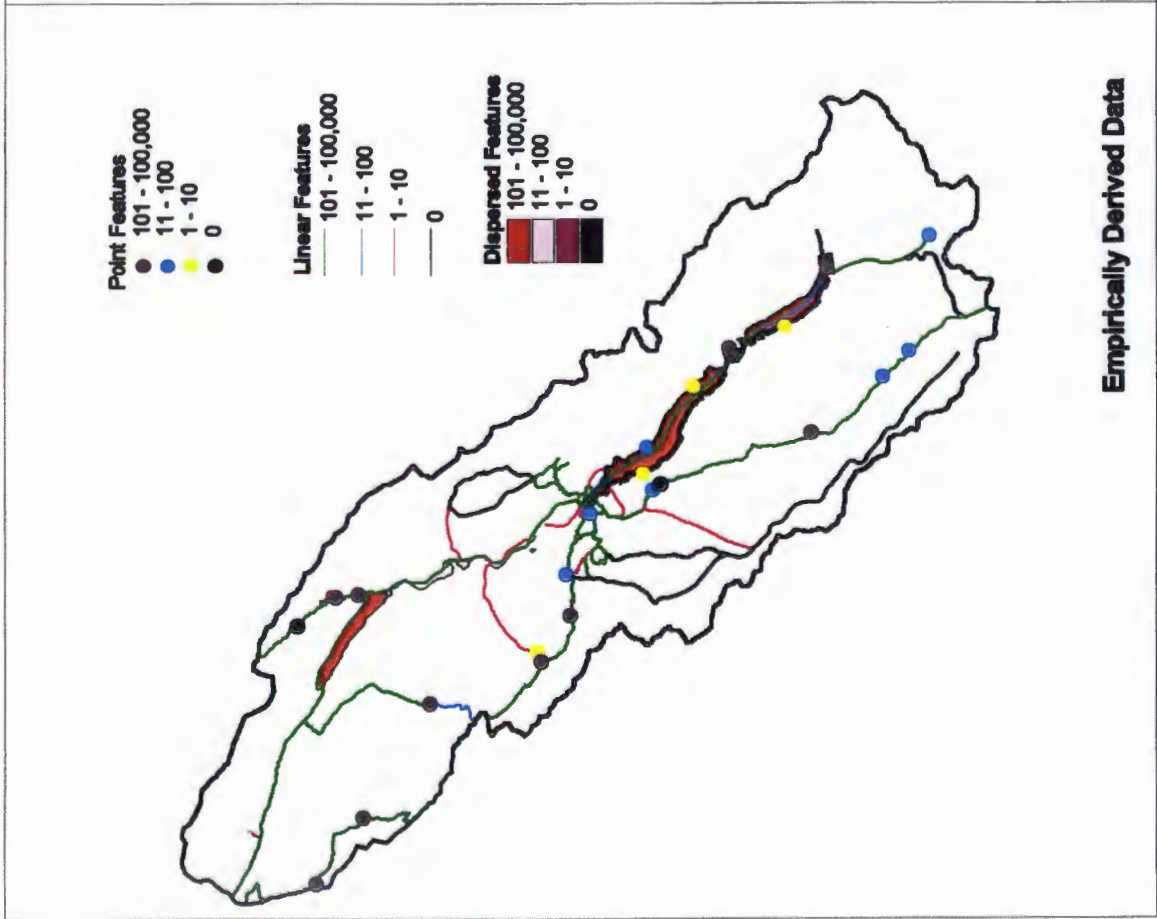 Point Features
101 - 100,000
11 - 100
1 - 10
0
Linear Features
101 - 100,000
11 - 100
1 - 10
0
Dispersed Features
101 - 100,000
11 - 100
1 - 10
0
Empirically Derived Data